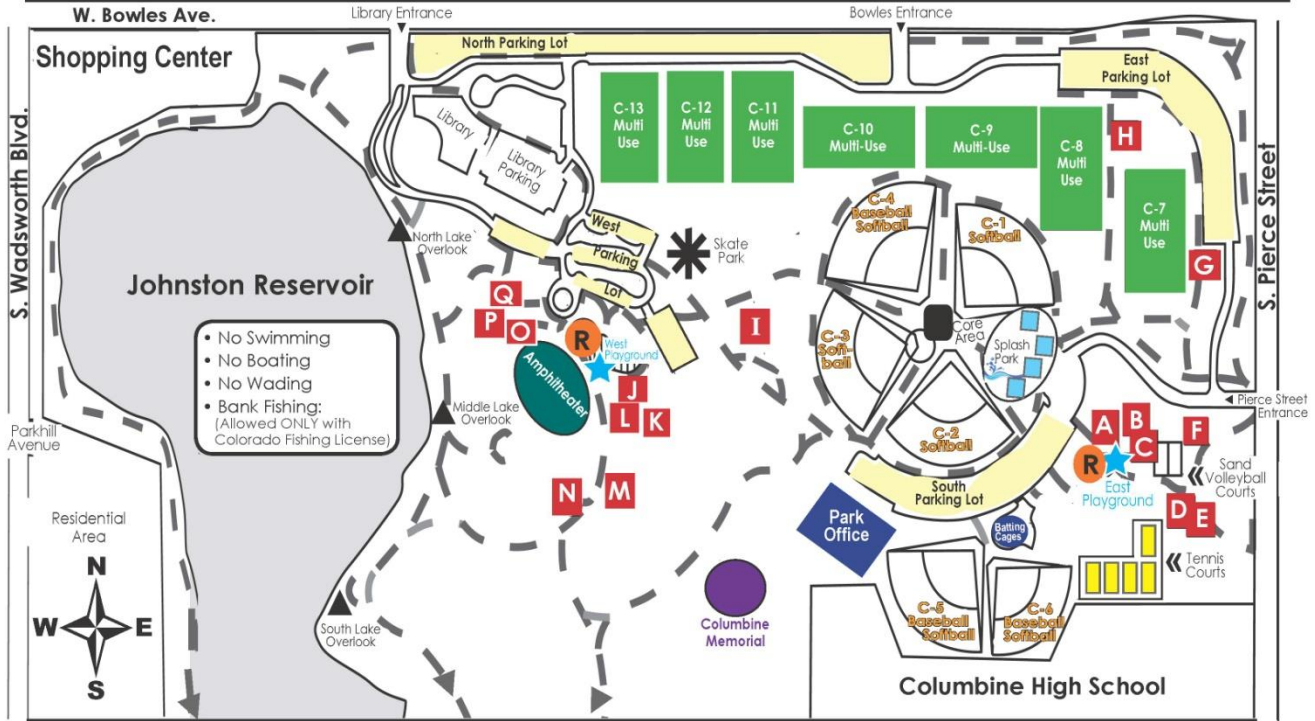 W. Bowles Ave.
Library Entrance
Bowles Entrance
Shopping Center
North Parking Lot
East
Parking Lot
S. Wadsworth Blvd.
S. Pierce Street
Library
Library
Parking
C-13
Multi
Use
C-12
Multi
Use
C-11
Multi
Use
C-10
Multi-Use
C-9
Multi-Use
C-8
Multi
Use
H
C-7
Multi
Use
G
C-4
Baseball
Softball
C-1
Softball
North Lake
Overlook
West
Parking
Lot
Skate
Park
Johnston Reservoir
• No Swimming
• No Boating
• No Wading
• Bank Fishing:
(Allowed ONLY with
Colorado Fishing License)
Q
P
O
R
West
Playground
I
C-3
Soft-
ball
Core
Area
Splash
Park
Amphitheater
J
L
K
Middle Lake
Overlook
C-2
Softball
Pierce Street
Entrance
Parkhill
Avenue
A
B
C
F
R
East
Playground
Sand
Volleyball
Courts
N
M
South
Parking Lot
D
E
Park
Office
Batting
Cages
Tennis
Courts
Residential
Area
N
W
E
S
South Lake
Overlook
Columbine
Memorial
C-5
Baseball
Softball
C-6
Baseball
Softball
Columbine High School